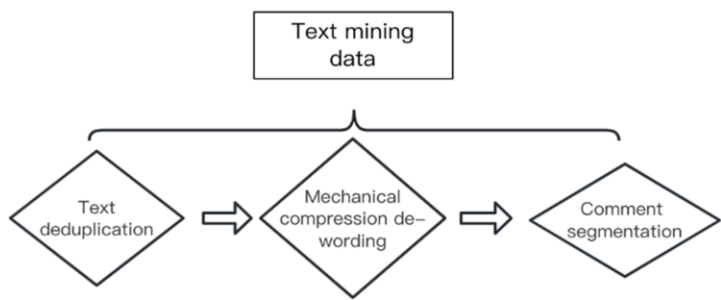 Text mining
data
Text
deduplication
Mechanical
compression de-
wording
Comment
segmentation